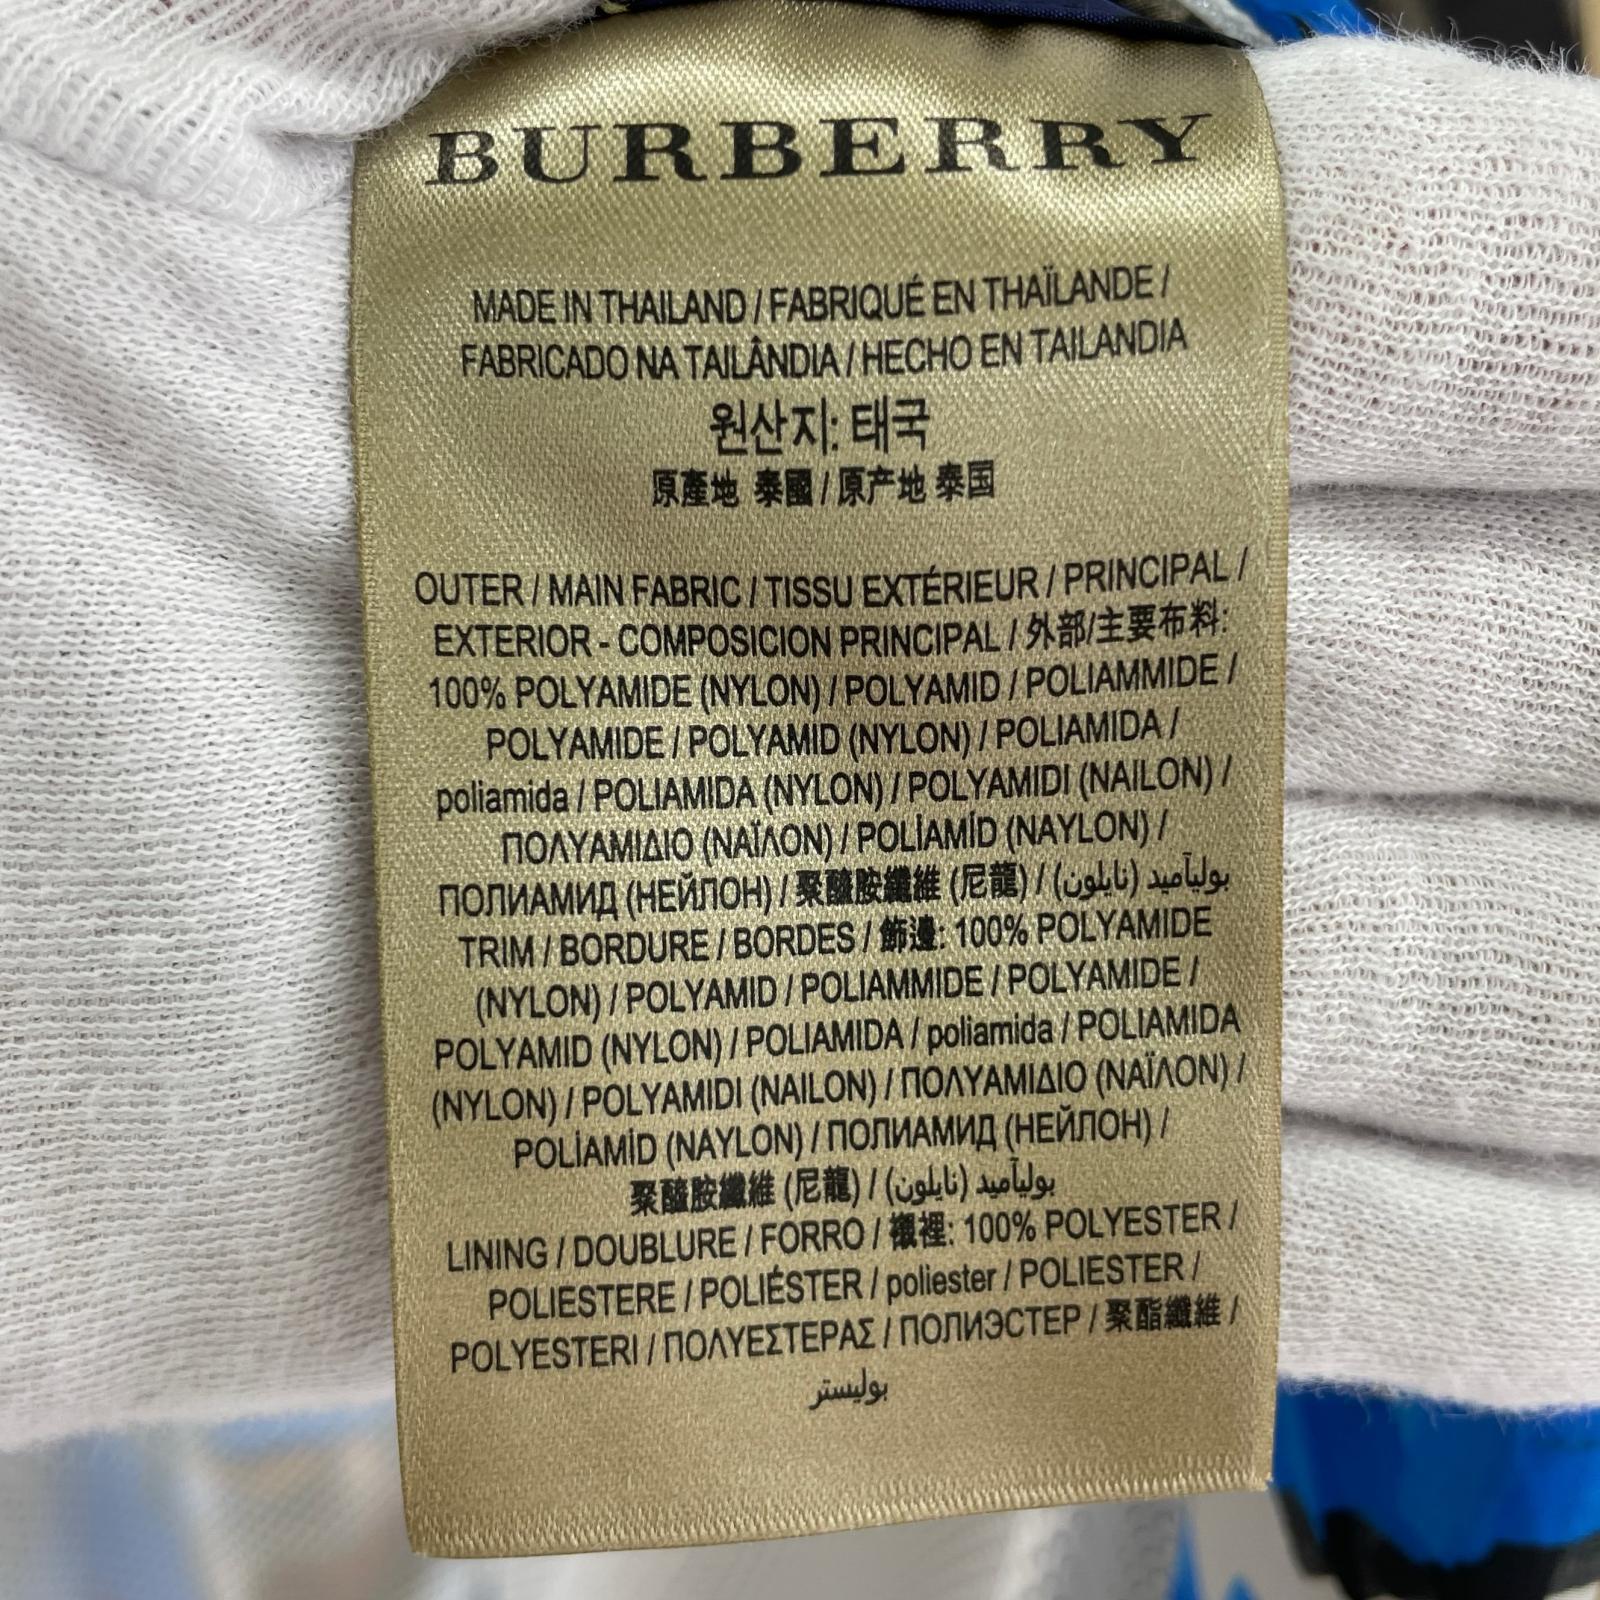 BURBERRY
MADE IN THAILAND / FABRIQUÉ EN THAÏLANDE /
FABRICADO NA TAILÂNDIA / HECHO EN TAILANDIA
원산지: 태국
原產地 泰國 / 原产地 泰国
OUTER / MAIN FABRIC / TISSU EXTÉRIEUR / PRINCIPAL /
EXTERIOR - COMPOSICION PRINCIPAL / 外部/主要布料:
100% POLYAMIDE (NYLON) / POLYAMID / POLIAMMIDE /
POLYAMIDE / POLYAMID (NYLON) / POLIAMIDA /
poliamida / POLIAMIDA (NYLON) / POLYAMIDI (NAILON) /
ΠΟΛΥΑΜΙΔΙΟ (ΝΑΪΛΟΝ) / POLİAMİD (NAYLON) /
ПОЛИАМИД (НЕЙЛОН) / 聚醯胺纖維 (尼龍) / بولیآمید (نایلون)
TRIM / BORDURE / BORDES / 飾邊: 100% POLYAMIDE
(NYLON) / POLYAMID / POLIAMMIDE / POLYAMIDE /
POLYAMID (NYLON) / POLIAMIDA / poliamida / POLIAMIDA
(NYLON) / POLYAMIDI (NAILON) / ΠΟΛΥΑΜΙΔΙΟ (ΝΑΪΛΟΝ) /
POLİAMİD (NAYLON) / ПОЛИАМИД (НЕЙЛОН) /
聚醯胺纖維 (尼龍) / بولیآمید (نایلون)
LINING / DOUBLURE / FORRO / 襯裡: 100% POLYESTER /
POLIESTERE / POLIÉSTER / poliester / POLIESTER /
POLYESTERI / ΠΟΛΥΕΣΤΕΡΑΣ / ПОЛИЭСТЕР / 聚酯纖維 /
بولیستر